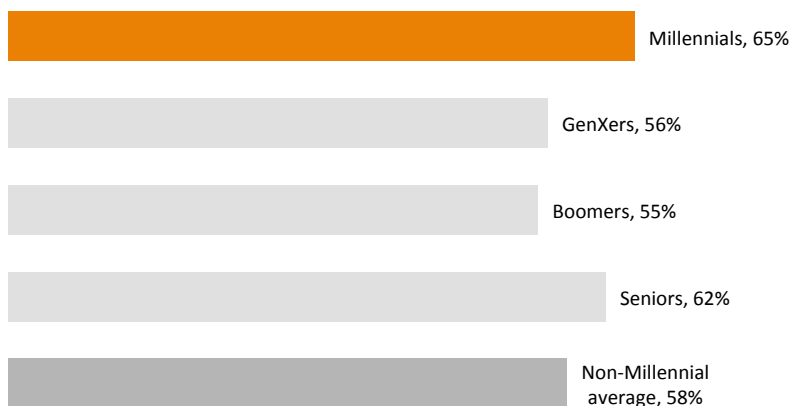 Millennials, 65%
GenXers, 56%
Boomers, 55%
Seniors, 62%
Non-Millennial
average, 58%